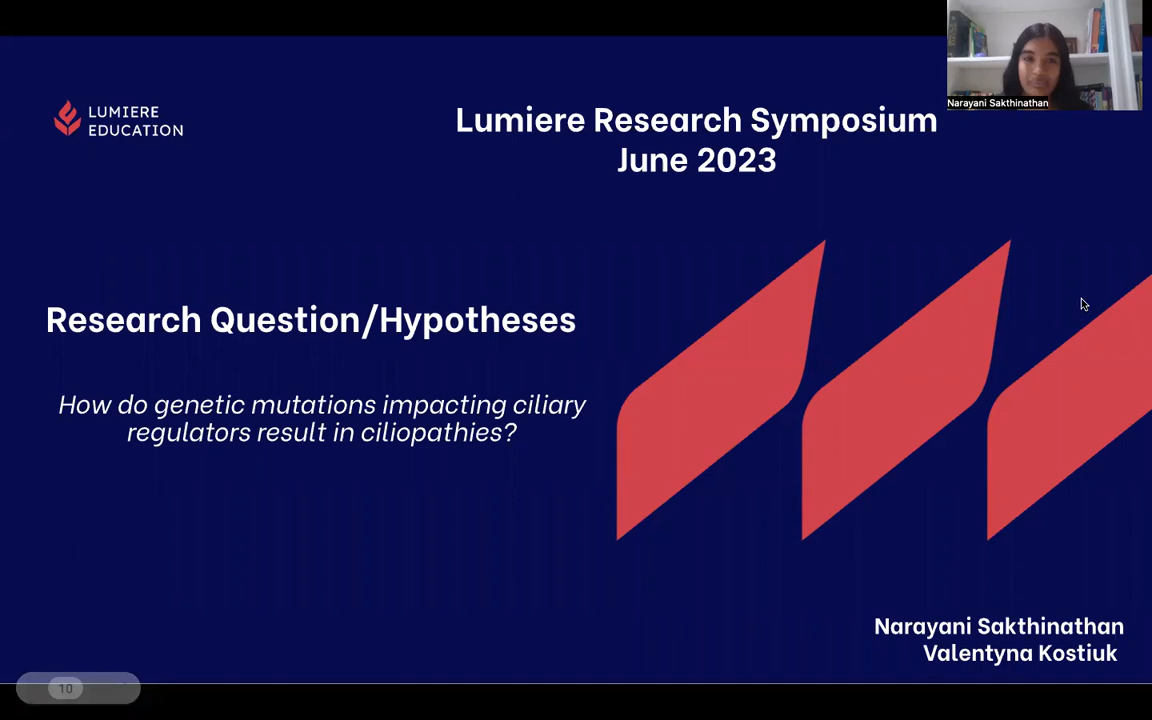 LUMIERE
EDUCATION
Lumiere Research Symposium
June 2023
Narayani Sakthinathan
Research Question/Hypotheses
How do genetic mutations impacting ciliary
regulators result in ciliopathies?
Narayani Sakthinathan
Valentyna Kostiuk
10